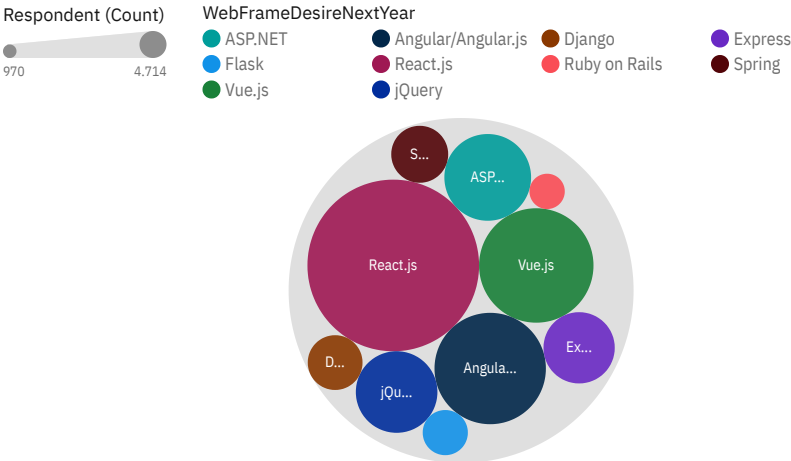 Respondent (Count)
970
4.714
WebFrameDesireNextYear
ASP.NET
Angular/Angular.js
Django
Express
Flask
React.js
Ruby on Rails
Spring
Vue.js
jQuery
S...
ASP...
React.js
Vue.js
Ex...
D...
Angula...
jQu...